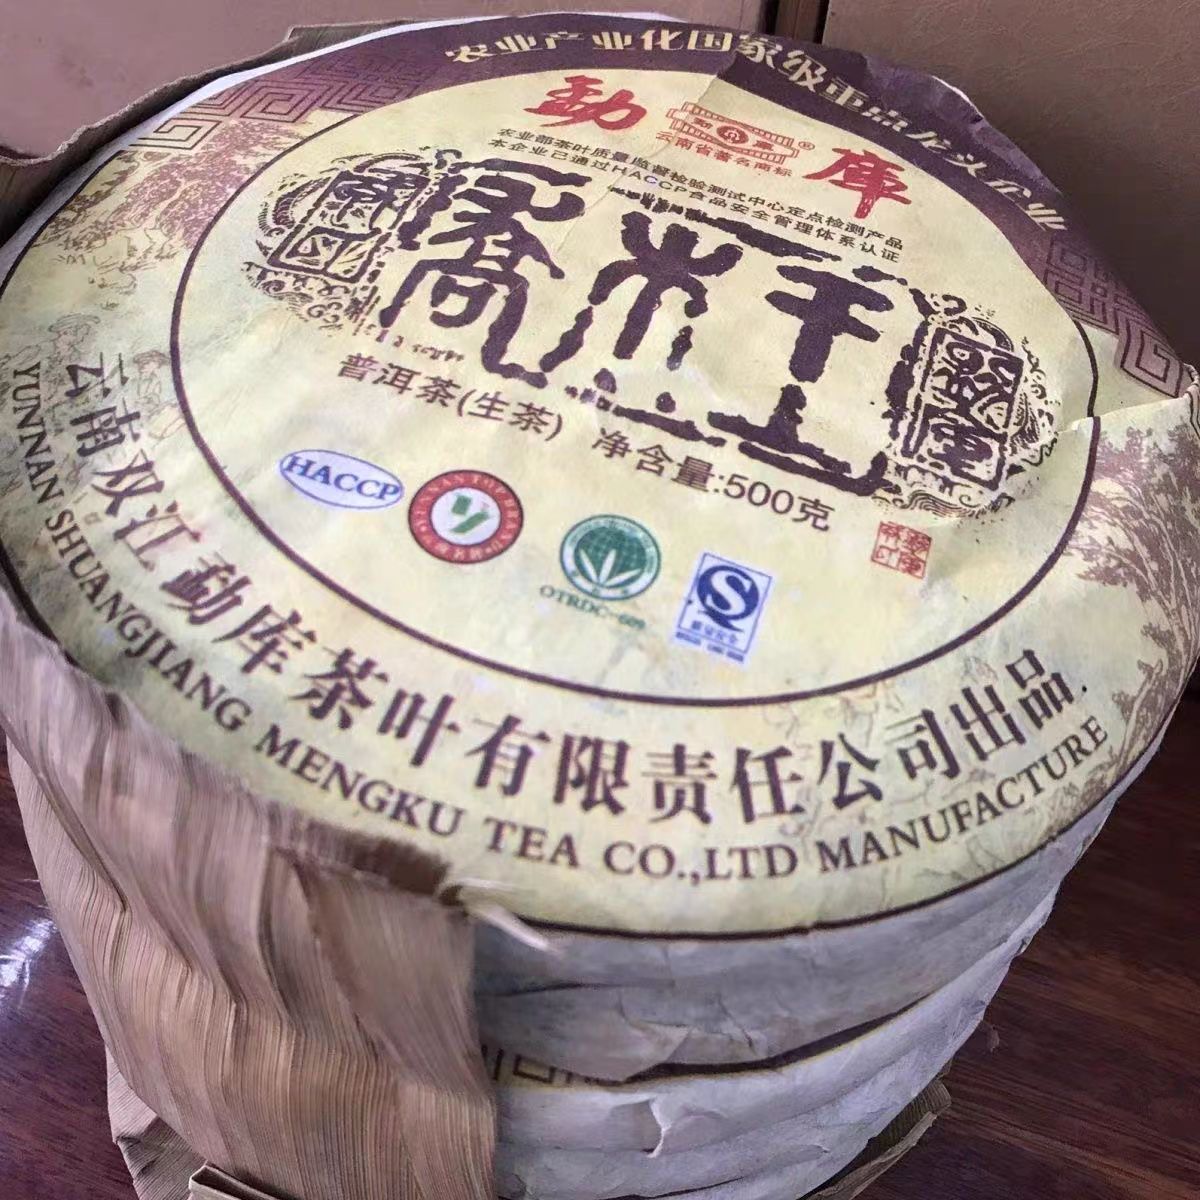 农业产业化国家级重点龙头企业
勐 库
勐库®
云南省著名商标
农业部茶叶质量监督检验测试中心定点检测产品
本企业已通过HACCP食品安全管理体系认证
喬木王
普洱茶(生茶) 净含量:500克
HACCP
OTRDC-609
云南双江勐库茶叶有限责任公司出品
YUNNAN SHUANGJIANG MENGKU TEA CO.,LTD MANUFACTURE